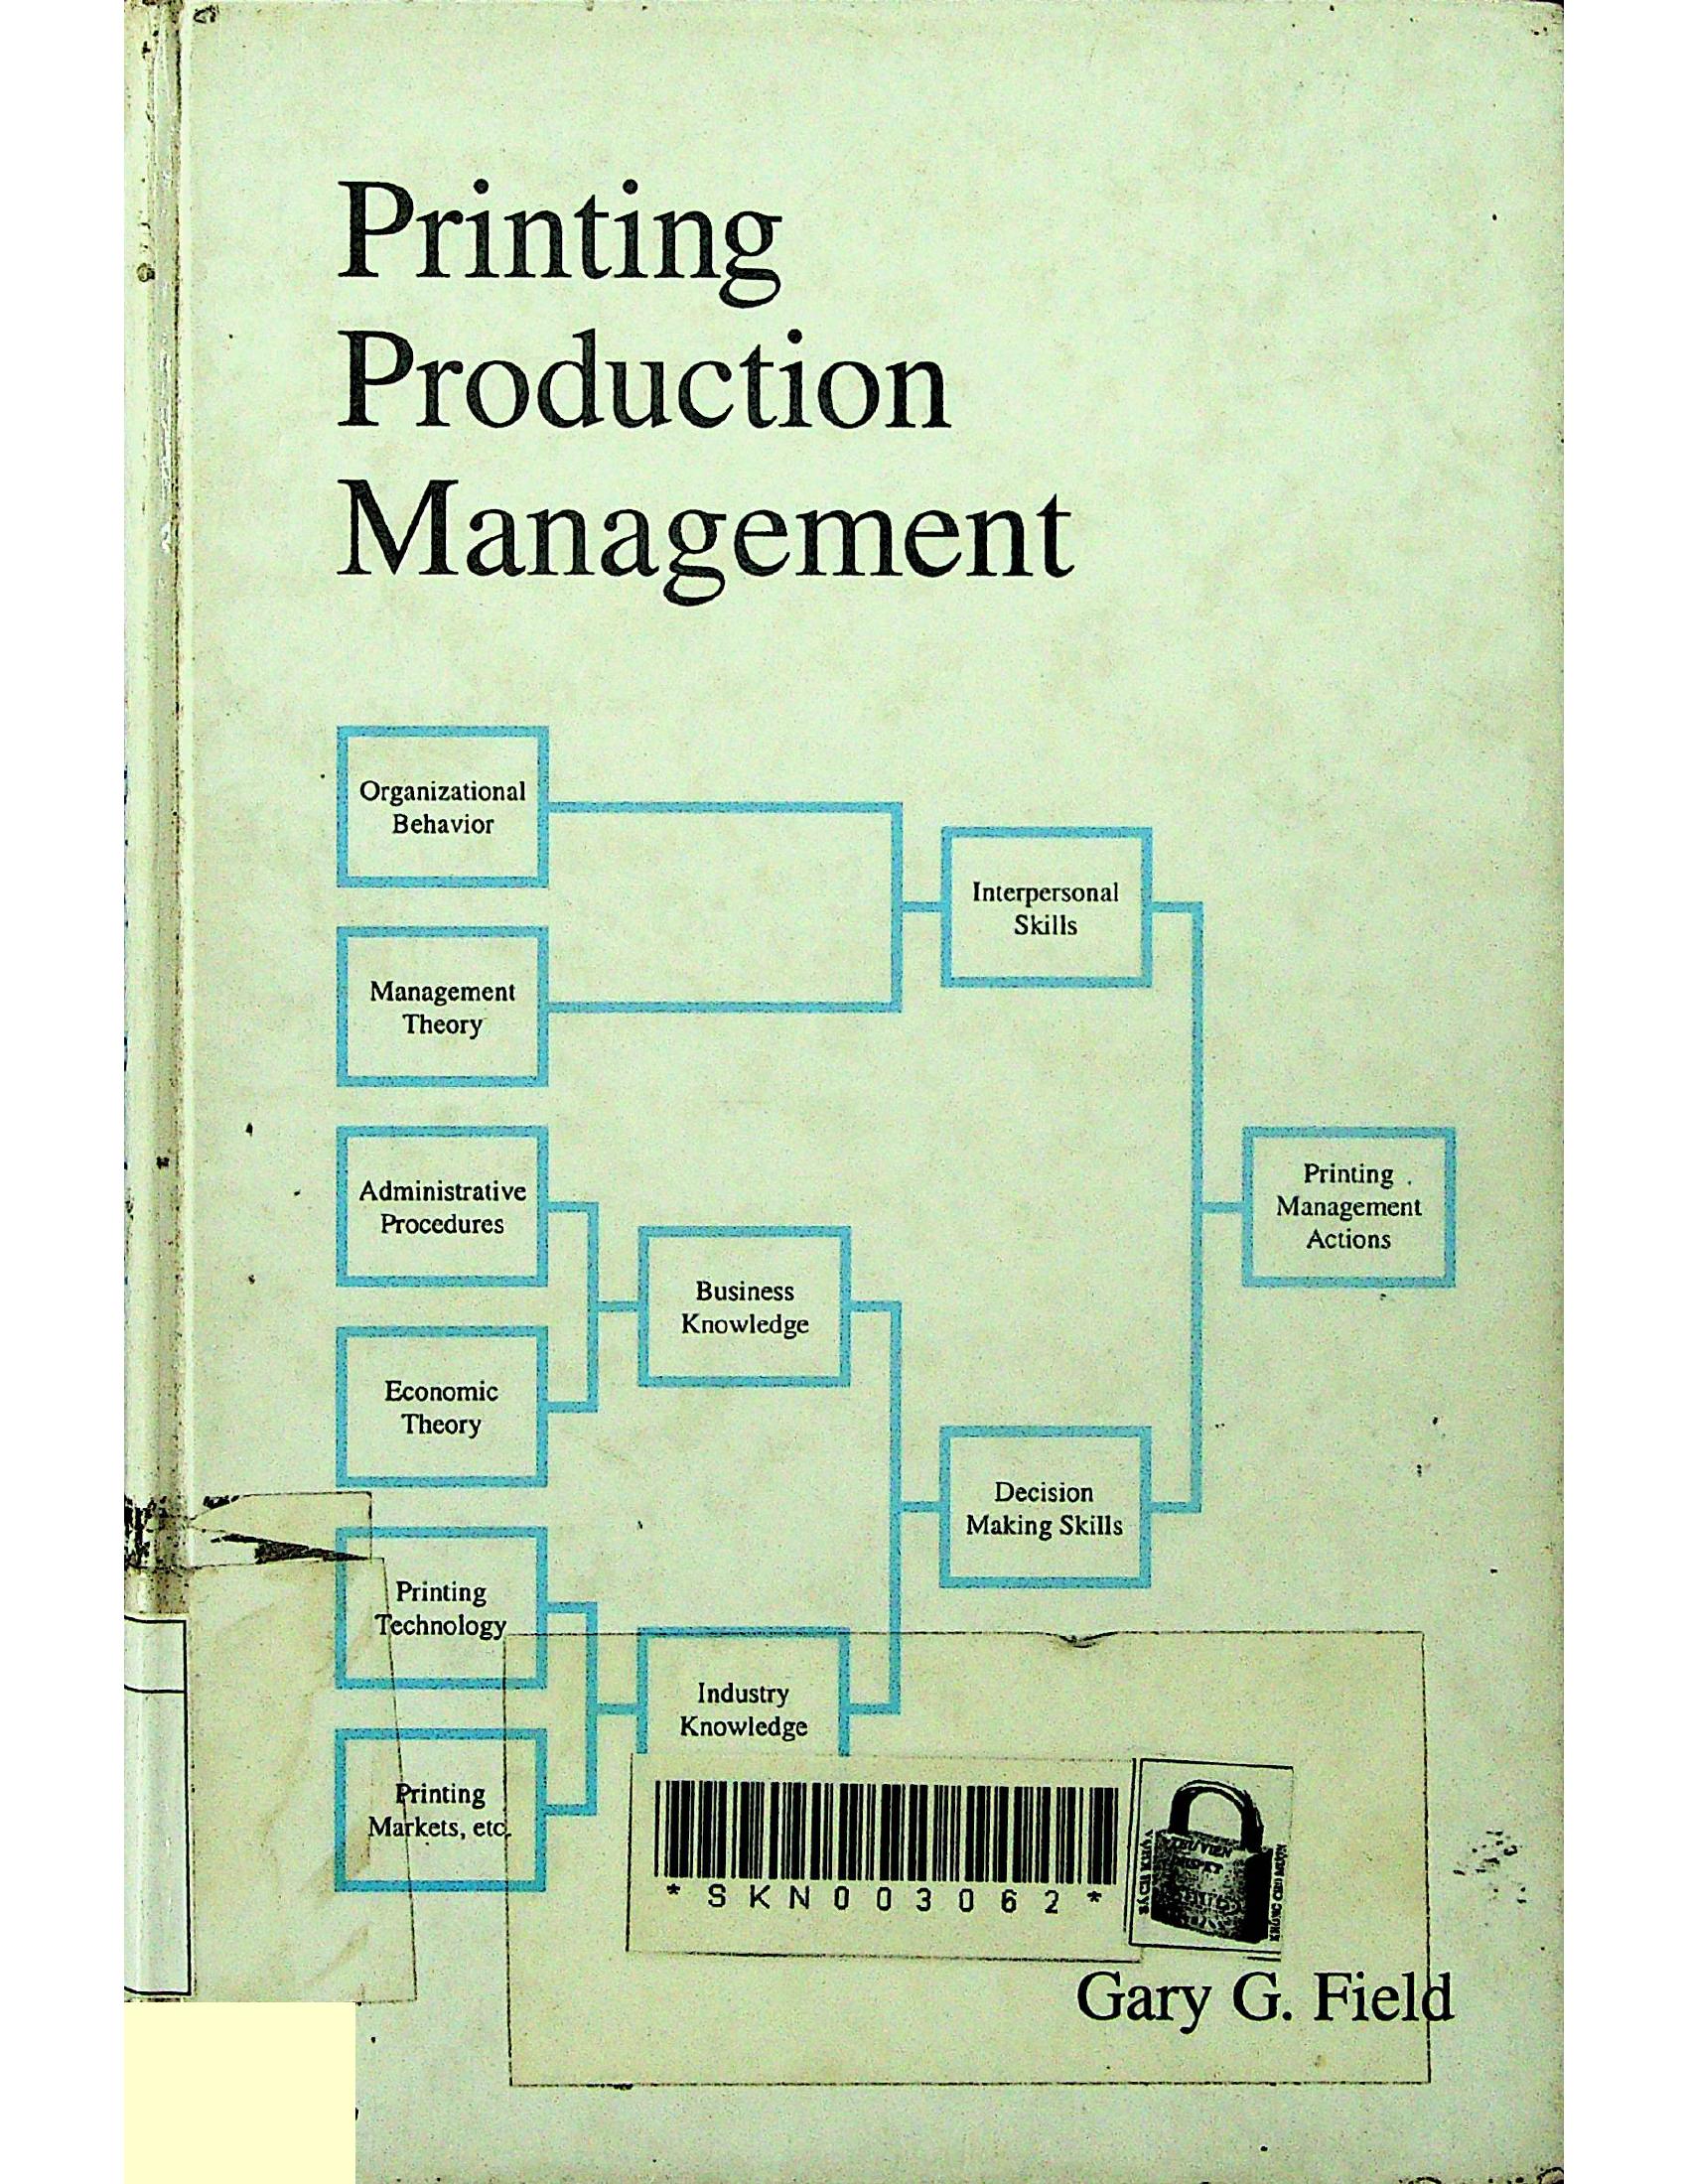 Printing
Production
Management
Organizational
Behavior
Management
Theory
Administrative
Procedures
Economic
Theory
Printing
Technology
Printing
Markets, etc.
Business
Knowledge
Industry
Knowledge
Interpersonal
Skills
Decision
Making Skills
Printing
Management
Actions
*SKN003062*
Gary G. Field